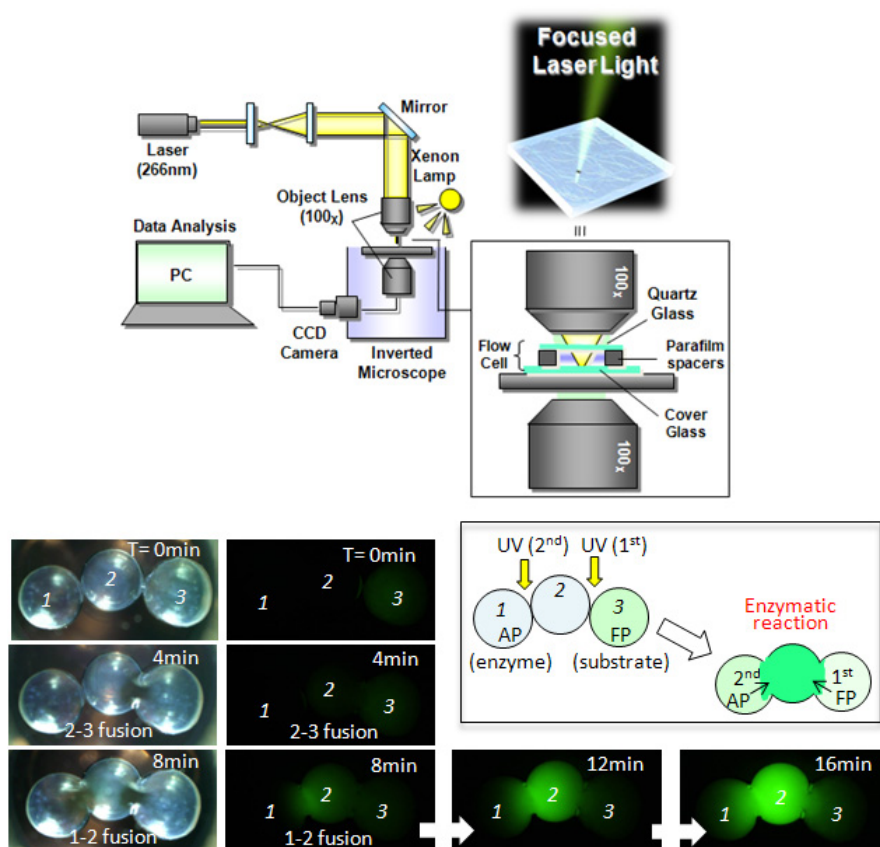 Focused
Laser Light
Mirror
Laser
(266nm)
Xenon
Lamp
Object Lens
(100x)
Data Analysis
PC
CCD
Camera
Inverted
Microscope
100x
Quartz
Glass
Flow
Cell
Parafilm
spacers
Cover
Glass
100x
T= 0min
1 2 3
T= 0min
1 2 3
4min
2-3 fusion
4min
1 3
2-3 fusion
8min
1-2 fusion
8min
1 2 3
1-2 fusion
12min
1 2 3
16min
1 2 3
UV (2nd) UV (1st)
1 2 3
AP FP
(enzyme) (substrate)
Enzymatic
reaction
2nd 1st
AP FP